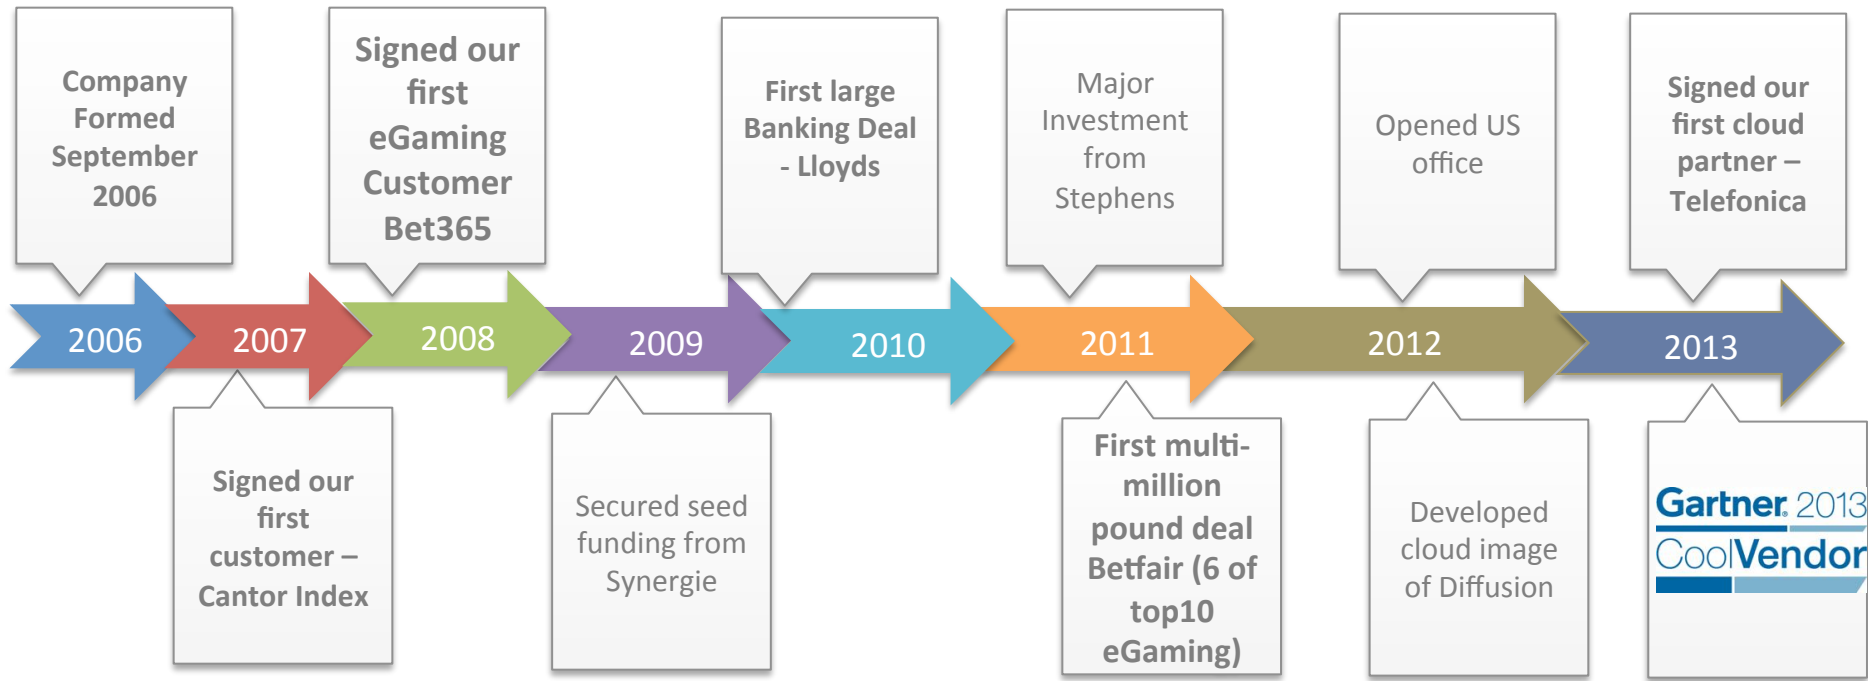 Company
Formed
September
2006
Signed our
first
eGaming
Customer
Bet365
First large
Banking Deal
- Lloyds
Major
Investment
from
Stephens
Opened US
office
Signed our
first cloud
partner –
Telefonica
2006
2007
2008
2009
2010
2011
2012
2013
Signed our
first
customer –
Cantor Index
Secured seed
funding from
Synergie
First multi-
million
pound deal
Betfair (6 of
top10
eGaming)
Developed
cloud image
of Diffusion
Gartner. 2013
CoolVendor